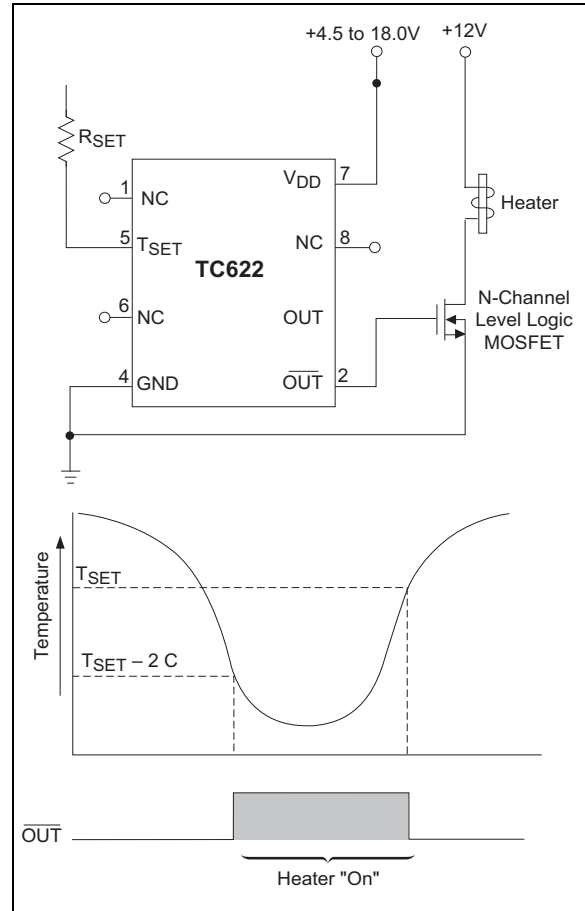 +4.5 to 18.0V
+12V
RSET
1
NC
VDD
7
Heater
5
TSET
NC
8
TC622
6
NC
OUT
N-Channel
Level Logic
MOSFET
4
GND
OUT
2
Temperature
TSET
TSET – 2 C
OUT
Heater "On"